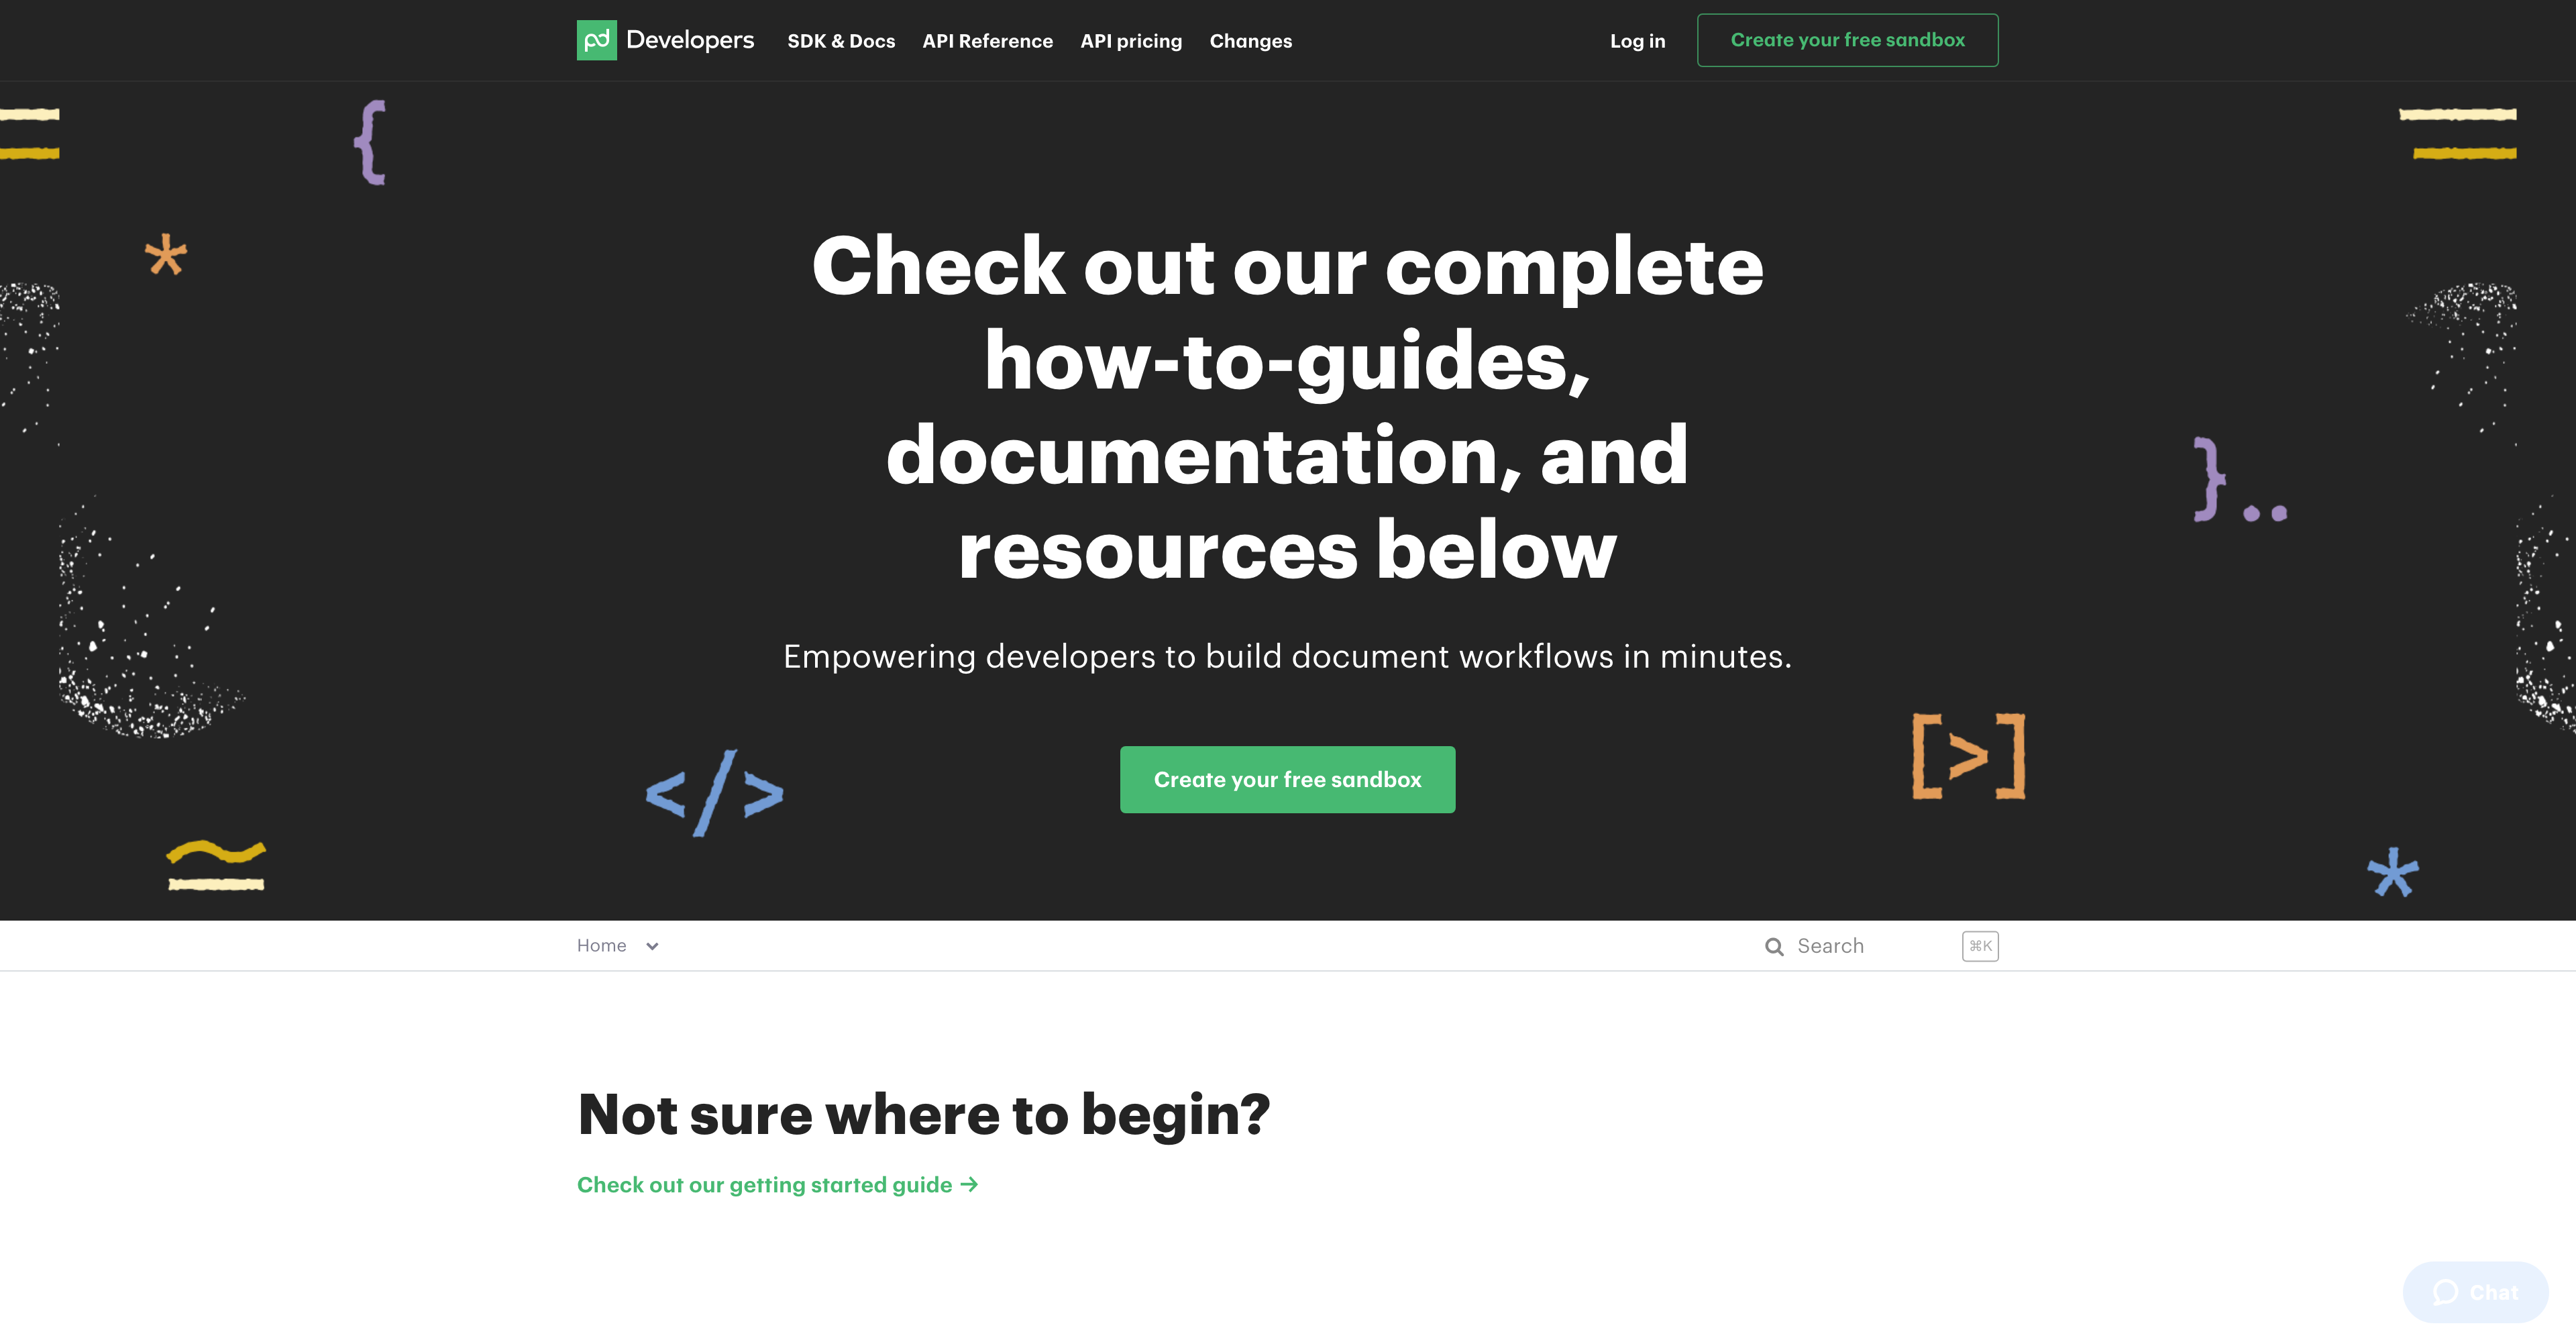 pd Developers SDK & Docs API Reference API pricing Changes Log in Create your free sandbox
{
*
Check out our complete
how-to-guides,
documentation, and
resources below
}..
Empowering developers to build document workflows in minutes.
</> Create your free sandbox [>]
*
Home Search ⌘K
Not sure where to begin?
Check out our getting started guide →
Chat